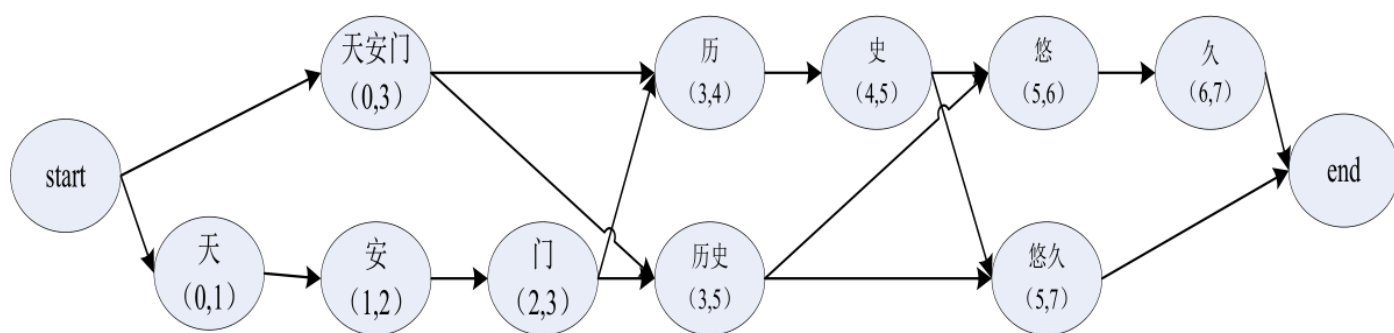 天安门
（0,3）
历
（3,4）
史
（4,5）
悠
（5,6）
久
（6,7）
start
end
天
（0,1）
安
（1,2）
门
（2,3）
历史
（3,5）
悠久
（5,7）